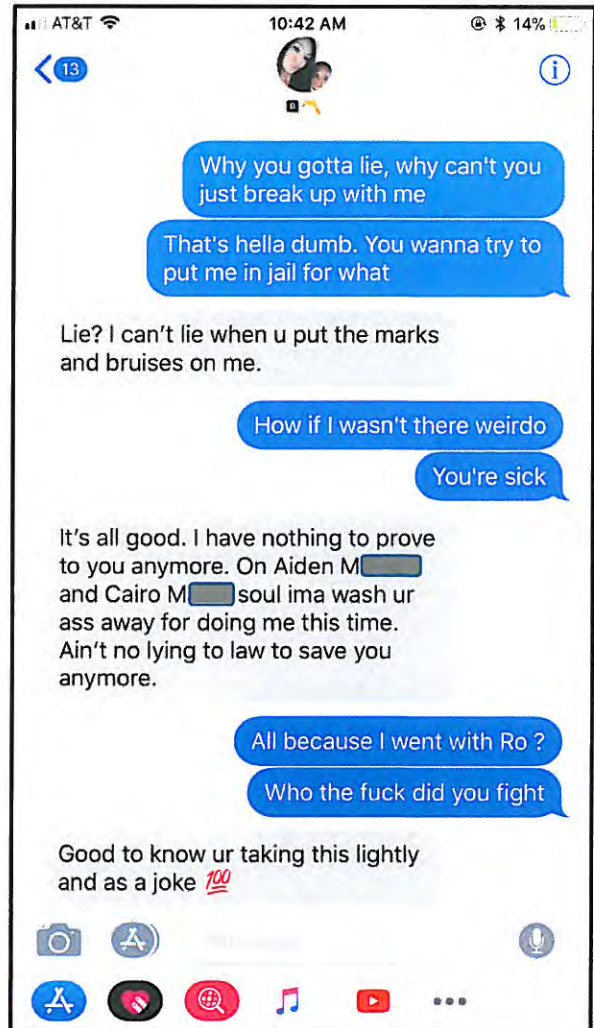 AT&T 10:42 AM 14%
13
B
Why you gotta lie, why can't you
just break up with me
That's hella dumb. You wanna try to
put me in jail for what
Lie? I can't lie when u put the marks
and bruises on me.
How if I wasn't there weirdo
You're sick
It's all good. I have nothing to prove
to you anymore. On Aiden M
and Cairo M soul ima wash ur
ass away for doing me this time.
Ain't no lying to law to save you
anymore.
All because I went with Ro ?
Who the fuck did you fight
Good to know ur taking this lightly
and as a joke 💯